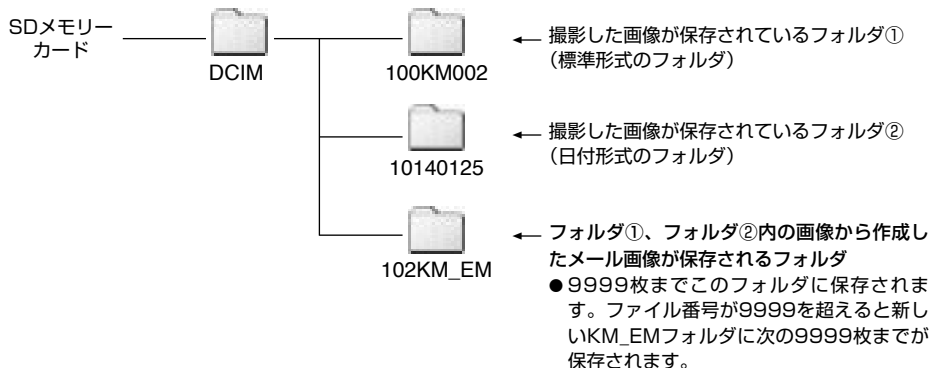 SDメモリー
カード
DCIM
100KM002
← 撮影した画像が保存されているフォルダ①
（標準形式のフォルダ）
10140125
← 撮影した画像が保存されているフォルダ②
（日付形式のフォルダ）
102KM_EM
← フォルダ①、フォルダ②内の画像から作成し
たメール画像が保存されるフォルダ
●9999枚までこのフォルダに保存されま
す。ファイル番号が9999を超えると新し
いKM_EMフォルダに次の9999枚までが
保存されます。